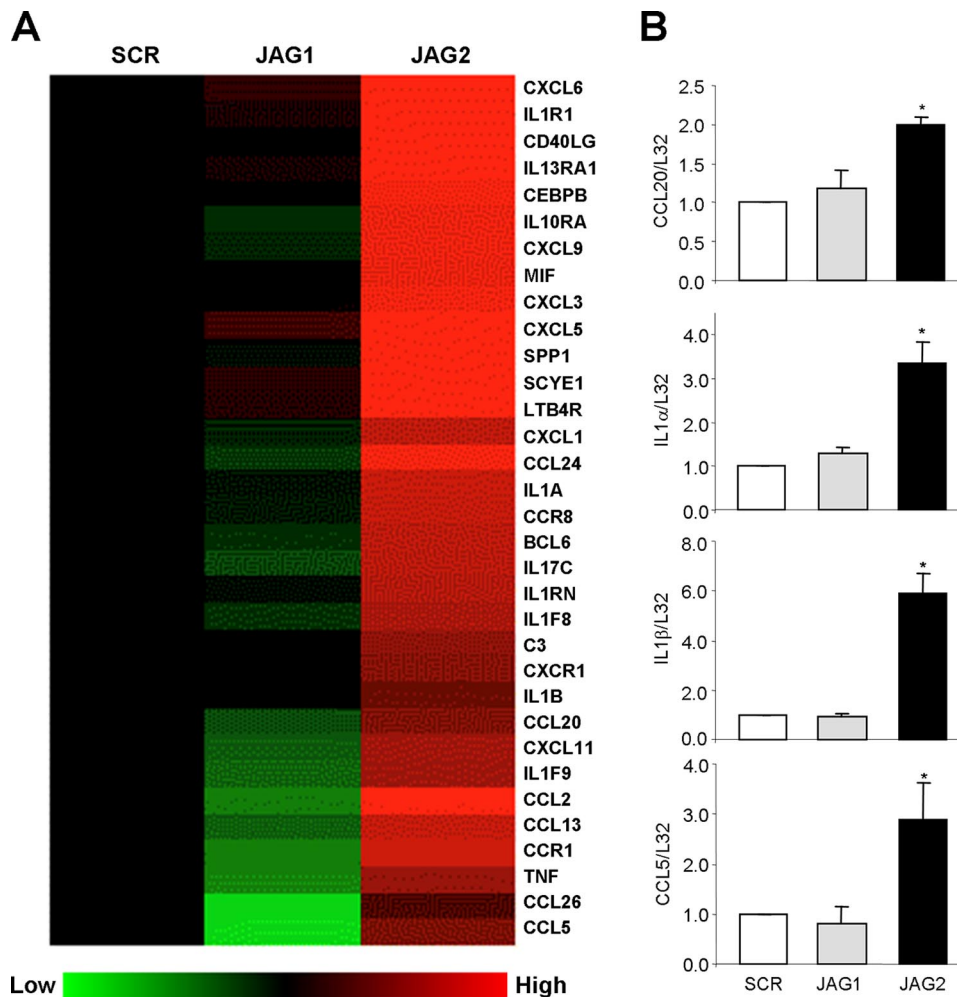 A
SCR JAG1 JAG2
CXCL6
IL1R1
CD40LG
IL13RA1
CEBPB
IL10RA
CXCL9
MIF
CXCL3
CXCL5
SPP1
SCYE1
LTB4R
CXCL1
CCL24
IL1A
CCR8
BCL6
IL17C
IL1RN
IL1F8
C3
CXCR1
IL1B
CCL20
CXCL11
IL1F9
CCL2
CCL13
CCR1
TNF
CCL26
CCL5
Low High
B
CCL20/L32
2.5
2.0
1.5
1.0
0.5
0.0
*
IL1α/L32
4.0
3.0
2.0
1.0
0.0
*
IL1β/L32
8.0
6.0
4.0
2.0
0.0
*
CCL5/L32
4.0
3.0
2.0
1.0
0.0
*
SCR JAG1 JAG2